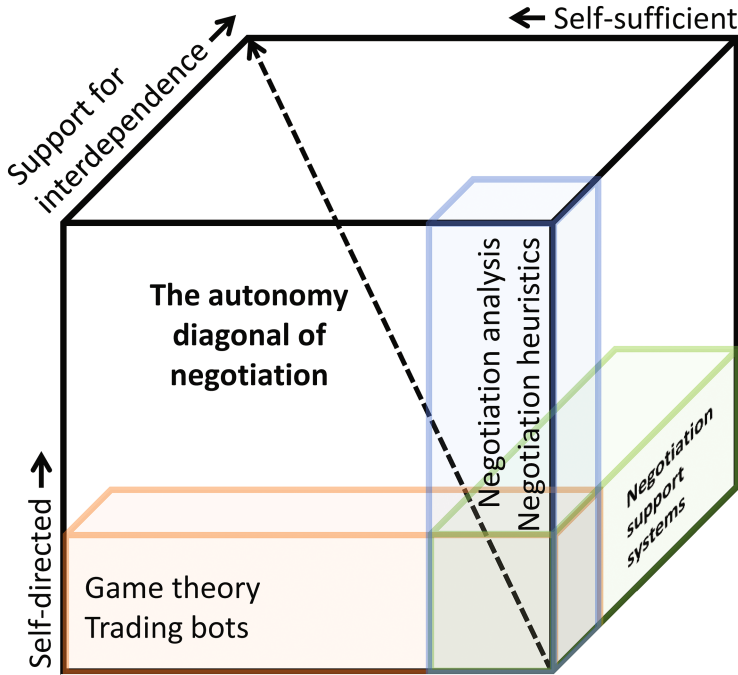 ← Self-sufficient
Support for
interdependence →
The autonomy
diagonal of
negotiation
Negotiation analysis
Negotiation heuristics
Negotiation
support
systems
Self-directed →
Game theory
Trading bots